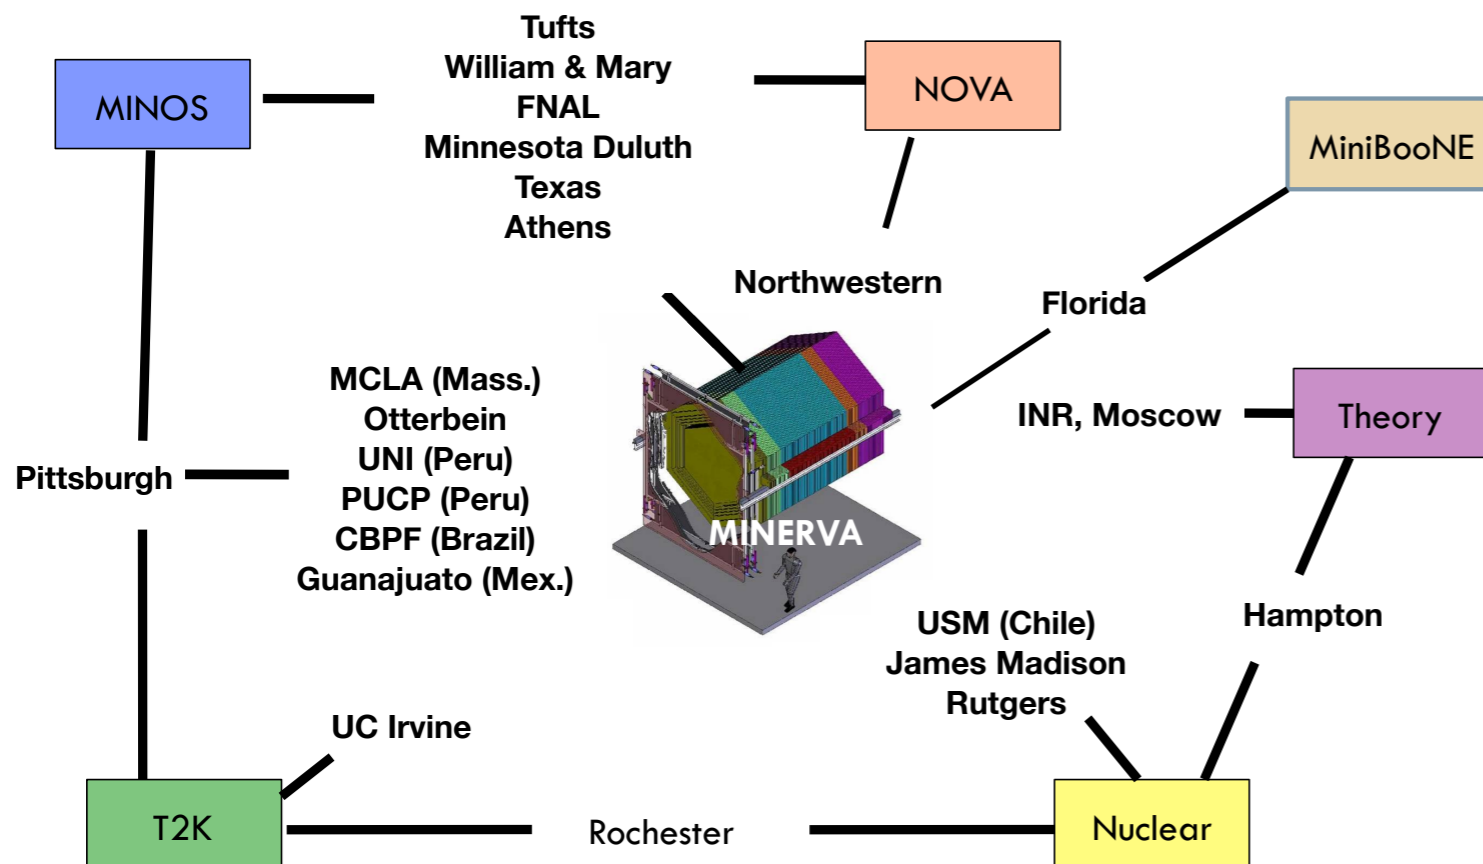 Tufts
William & Mary
FNAL
Minnesota Duluth
Texas
Athens
MINOS
NOVA
MiniBooNE
Northwestern
Florida
MCLA (Mass.)
Otterbein
UNI (Peru)
PUCP (Peru)
CBPF (Brazil)
Guanajuato (Mex.)
Pittsburgh
MINERVA
INR, Moscow
Theory
USM (Chile)
James Madison
Rutgers
Hampton
UC Irvine
T2K
Rochester
Nuclear